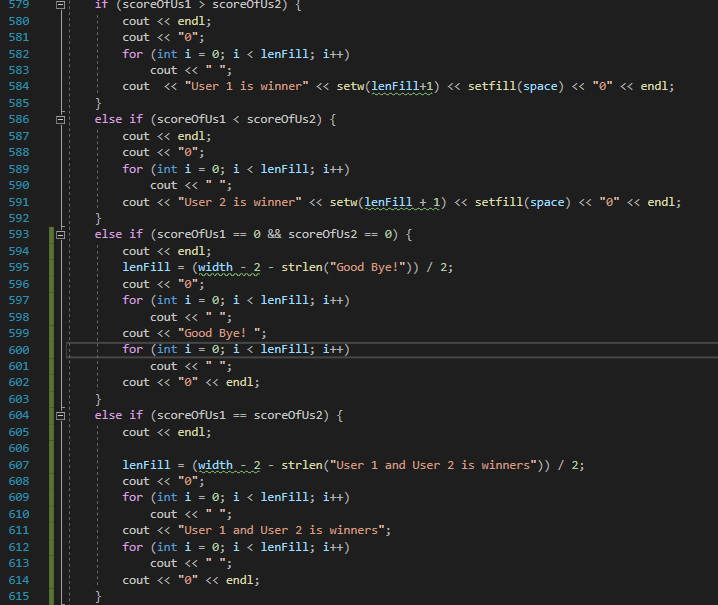 579 if (scoreOfUs1 > scoreOfUs2) {
580 cout << endl;
581 cout << "0";
582 for (int i = 0; i < lenFill; i++)
583 cout << " ";
584 cout  << "User 1 is winner" << setw(lenFill+1) << setfill(space) << "0" << endl;
585 }
586 else if (scoreOfUs1 < scoreOfUs2) {
587 cout << endl;
588 cout << "0";
589 for (int i = 0; i < lenFill; i++)
590 cout << " ";
591 cout << "User 2 is winner" << setw(lenFill + 1) << setfill(space) << "0" << endl;
592 }
593 else if (scoreOfUs1 == 0 && scoreOfUs2 == 0) {
594 cout << endl;
595 lenFill = (width - 2 - strlen("Good Bye!")) / 2;
596 cout << "0";
597 for (int i = 0; i < lenFill; i++)
598 cout << " ";
599 cout << "Good Bye! ";
600 for (int i = 0; i < lenFill; i++)
601 cout << " ";
602 cout << "0" << endl;
603 }
604 else if (scoreOfUs1 == scoreOfUs2) {
605 cout << endl;
606
607 lenFill = (width - 2 - strlen("User 1 and User 2 is winners")) / 2;
608 cout << "0";
609 for (int i = 0; i < lenFill; i++)
610 cout << " ";
611 cout << "User 1 and User 2 is winners";
612 for (int i = 0; i < lenFill; i++)
613 cout << " ";
614 cout << "0" << endl;
615 }